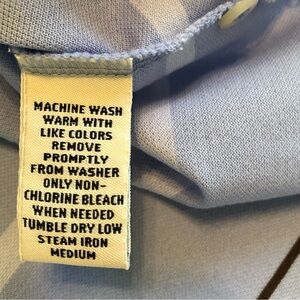 MACHINE WASH
WARM WITH
LIKE COLORS
REMOVE
PROMPTLY
FROM WASHER
ONLY NON-
CHLORINE BLEACH
WHEN NEEDED
TUMBLE DRY LOW
STEAM IRON
MEDIUM